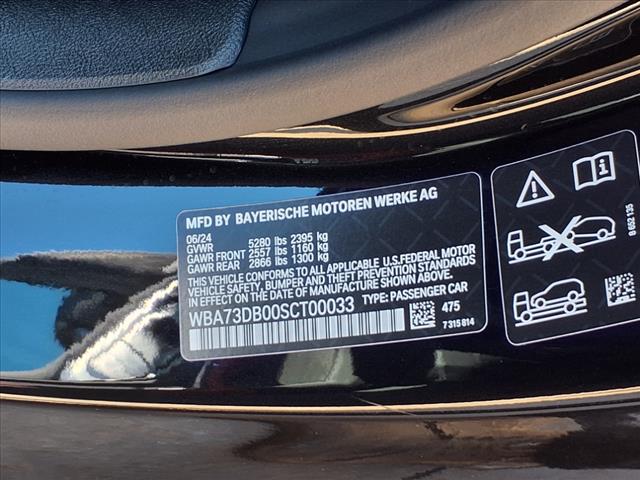 MFD BY BAYERISCHE MOTOREN WERKE AG
06/24
GVWR 5280 lbs 2395 kg
GAWR FRONT 2557 lbs 1160 kg
GAWR REAR 2866 lbs 1300 kg
THIS VEHICLE CONFORMS TO ALL APPLICABLE U.S. FEDERAL MOTOR
VEHICLE SAFETY, BUMPER AND THEFT PREVENTION STANDARDS
IN EFFECT ON THE DATE OF MANUFACTURE SHOWN ABOVE.
WBA73DB00SCT00033 TYPE: PASSENGER CAR
475
7 315 814
9 652 135